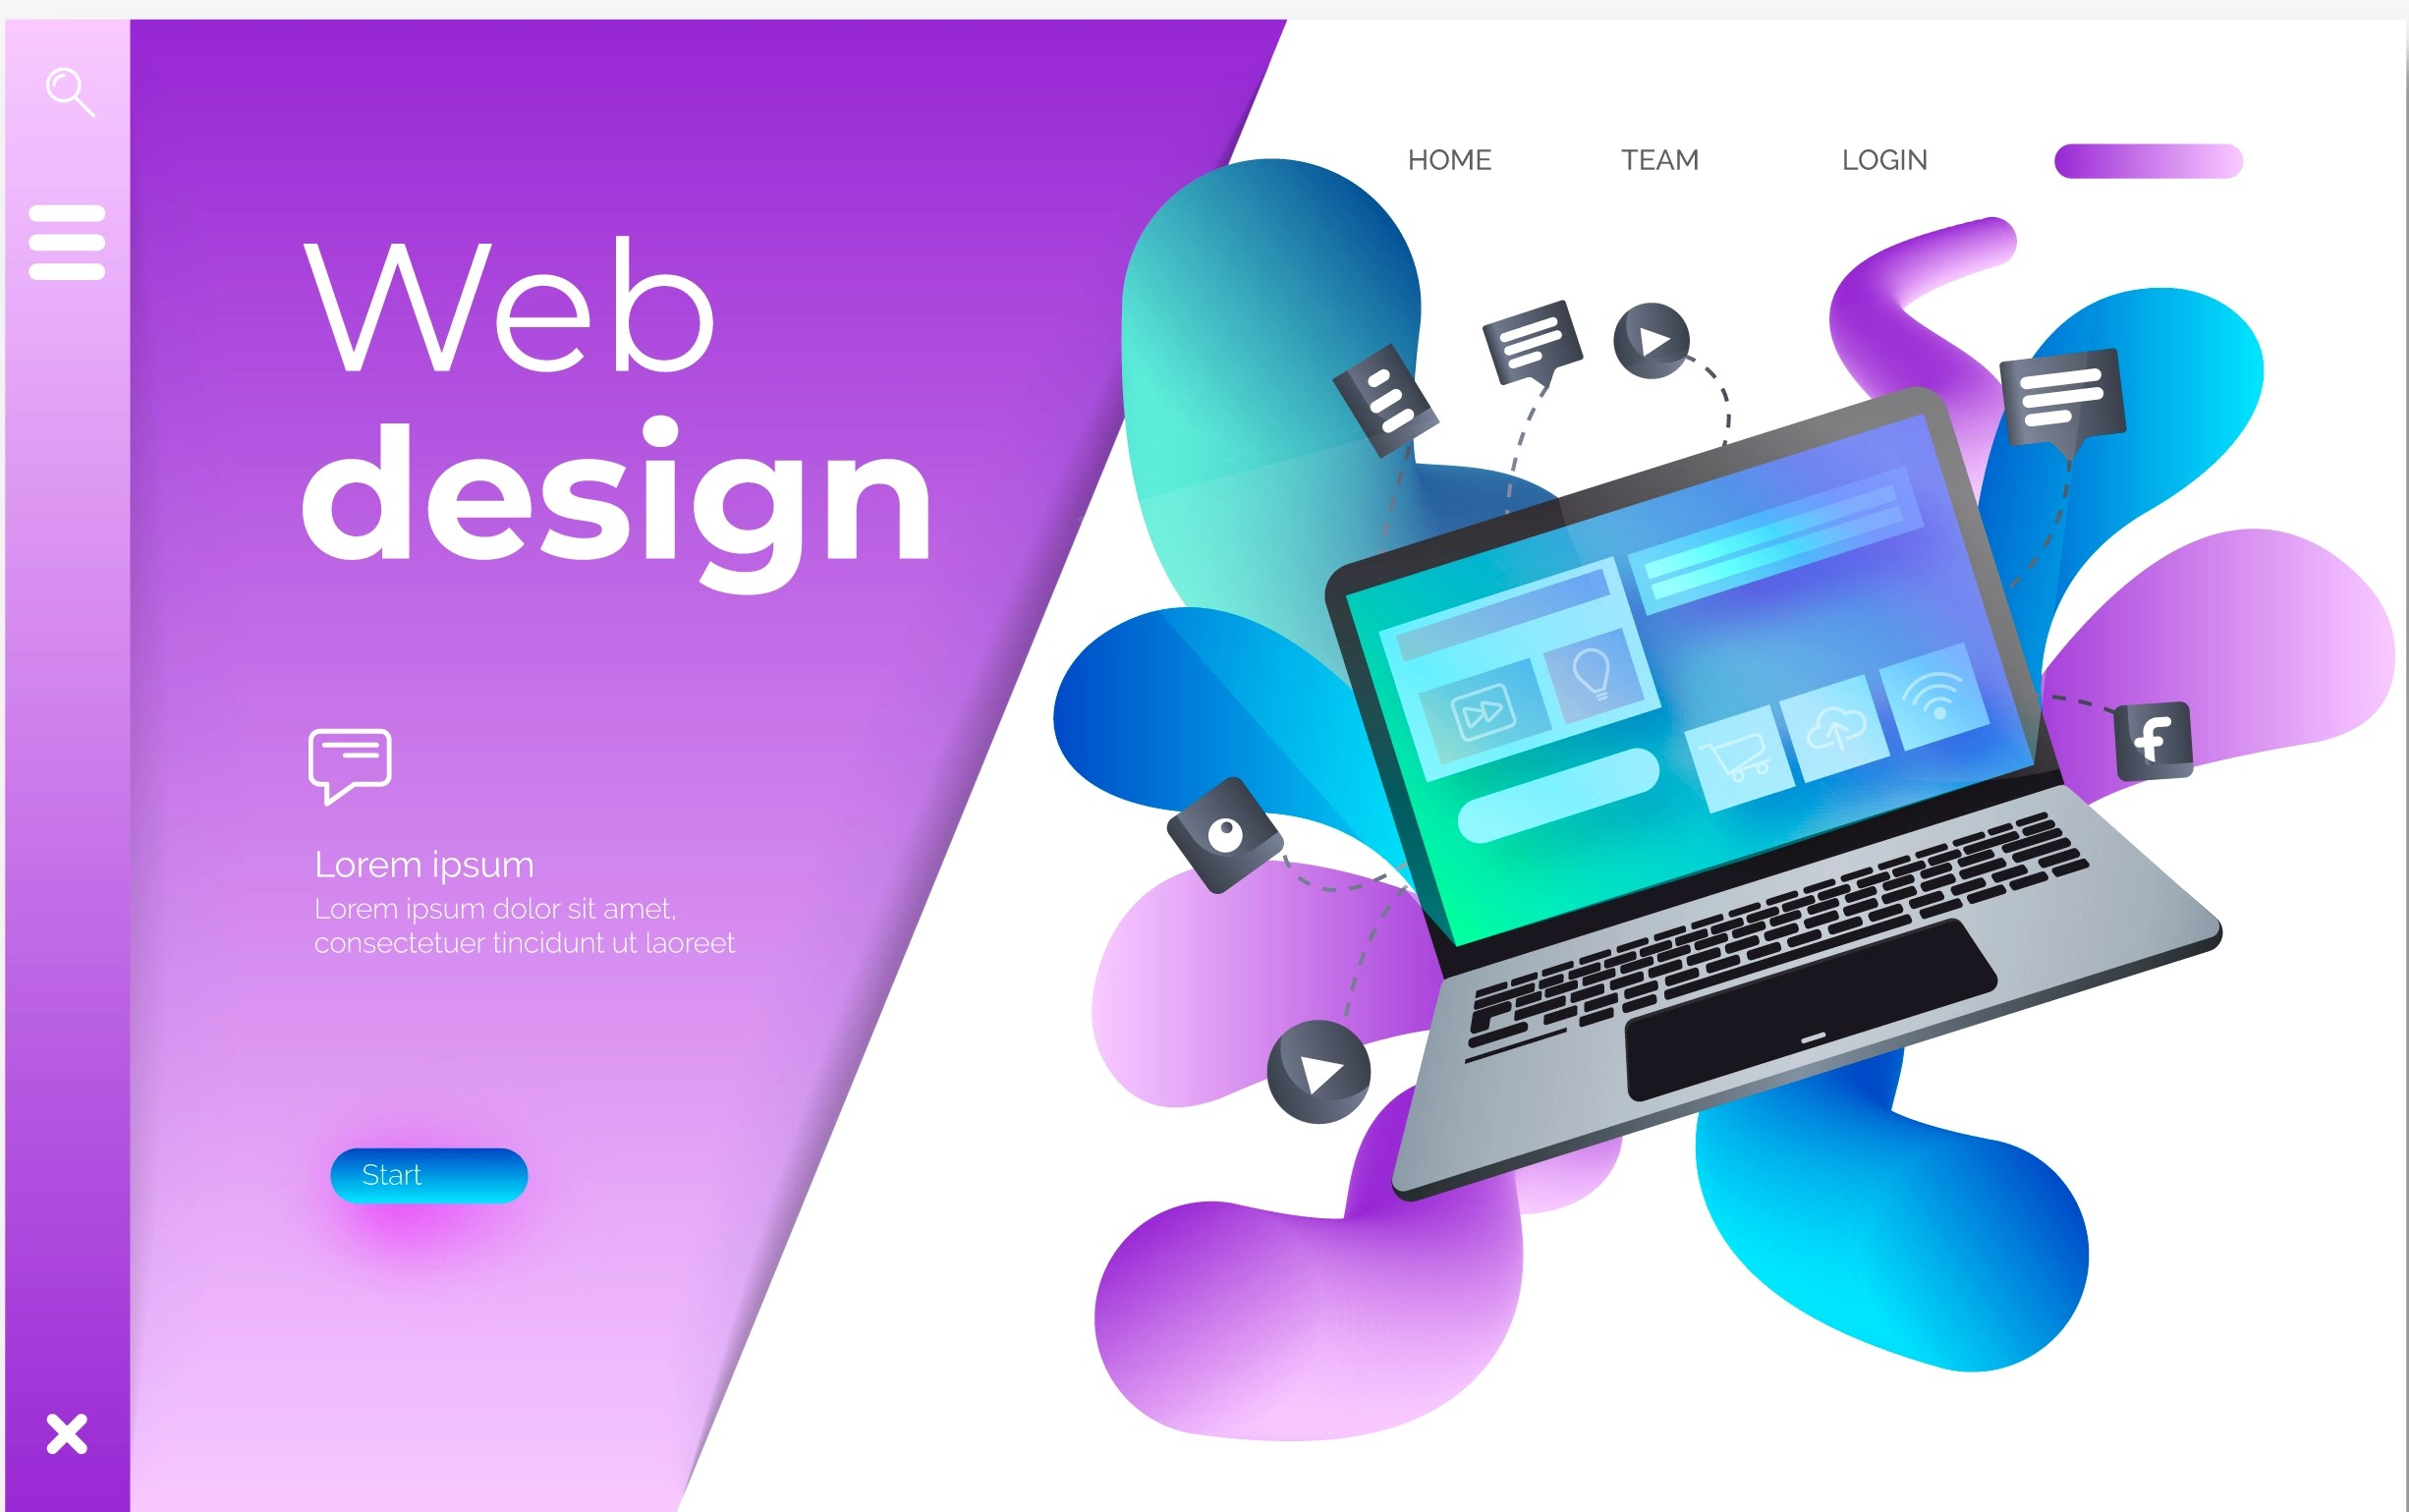 HOME
TEAM
LOGIN
Web
design
Lorem ipsum
Lorem ipsum dolor sit amet,
consectetuer tincidunt ut laoreet
Start
f